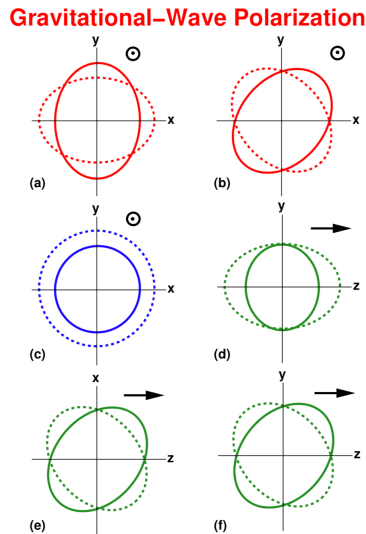 Gravitational–Wave Polarization
y
x
(a)
y
x
(b)
y
x
(c)
y
z
(d)
x
z
(e)
y
z
(f)